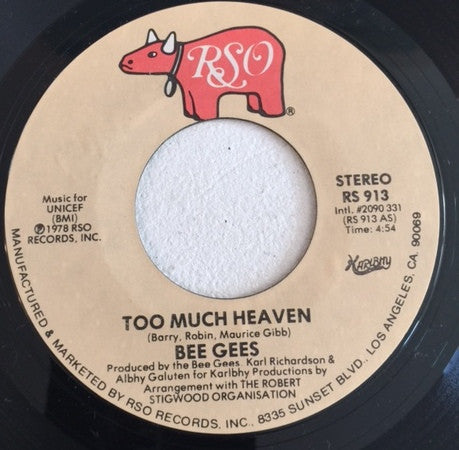 RSO
®
Music for
UNICEF
(BMI)
℗1978 RSO
RECORDS, INC.
STEREO
RS 913
Intl. #2090 331
(RS 913 AS)
Time: 4:54
Karlbhy
TOO MUCH HEAVEN
(Barry, Robin, Maurice Gibb)
BEE GEES
Produced by the Bee Gees, Karl Richardson &
Albhy Galuten for Karlbhy Productions by
Arrangement with THE ROBERT
STIGWOOD ORGANISATION
MANUFACTURED & MARKETED BY RSO RECORDS, INC., 8335 SUNSET BLVD., LOS ANGELES, CA. 90069